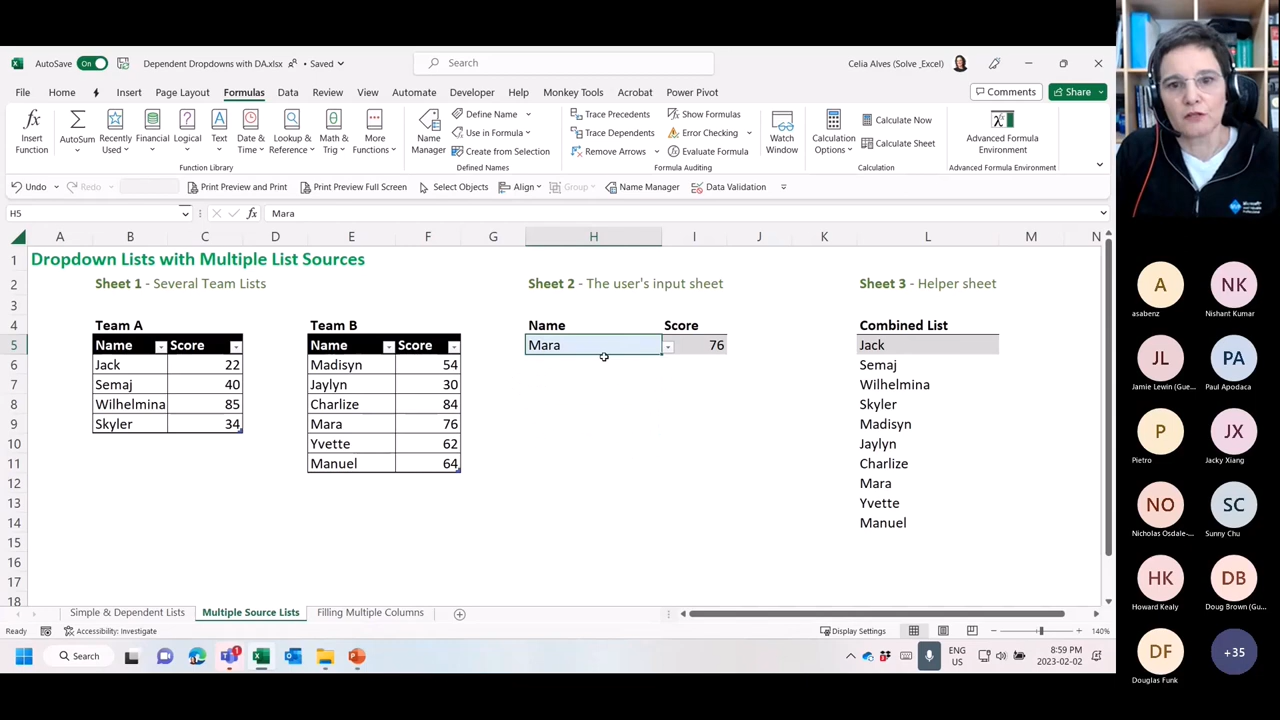 AutoSave On Dependent Dropdowns with DA.xlsx • Saved Search Celia Alves (Solve _Excel)
File Home Insert Page Layout Formulas Data Review View Automate Developer Help Monkey Tools Acrobat Power Pivot Comments Share
Insert Function
AutoSum
Recently Used
Financial
Logical
Text
Date & Time
Lookup & Reference
Math & Trig
More Functions
Function Library
Name Manager
Define Name
Use in Formula
Create from Selection
Defined Names
Trace Precedents
Trace Dependents
Remove Arrows
Show Formulas
Error Checking
Evaluate Formula
Formula Auditing
Watch Window
Calculation Options
Calculate Now
Calculate Sheet
Calculation
Advanced Formula Environment
Advanced Formula Environment
Undo Redo Print Preview and Print Print Preview Full Screen Select Objects Align Group Name Manager Data Validation
H5 fx Mara
A B C D E F G H I J K L M N
1 Dropdown Lists with Multiple List Sources
2 Sheet 1 - Several Team Lists Sheet 2 - The user's input sheet Sheet 3 - Helper sheet
3
4 Team A Team B Name Score Combined List
5 Name Score Name Score Mara 76 Jack
6 Jack 22 Madisyn 54 Semaj
7 Semaj 40 Jaylyn 30 Wilhelmina
8 Wilhelmina 85 Charlize 84 Skyler
9 Skyler 34 Mara 76 Madisyn
10 Yvette 62 Jaylyn
11 Manuel 64 Charlize
12 Mara
13 Yvette
14 Manuel
15
16
17
18
Simple & Dependent Lists Multiple Source Lists Filling Multiple Columns
Ready Accessibility: Investigate Display Settings 140%
Search ENG US 8:59 PM 2023-02-02
A
asabenz
NK
Nishant Kumar
JL
Jamie Lewin (Gue...
PA
Paul Apodaca
P
Pietro
JX
Jacky Xiang
NO
Nicholas Osdale-...
SC
Sunny Chu
HK
Howard Kealy
DB
Doug Brown (Gu...
DF
Douglas Funk
+35